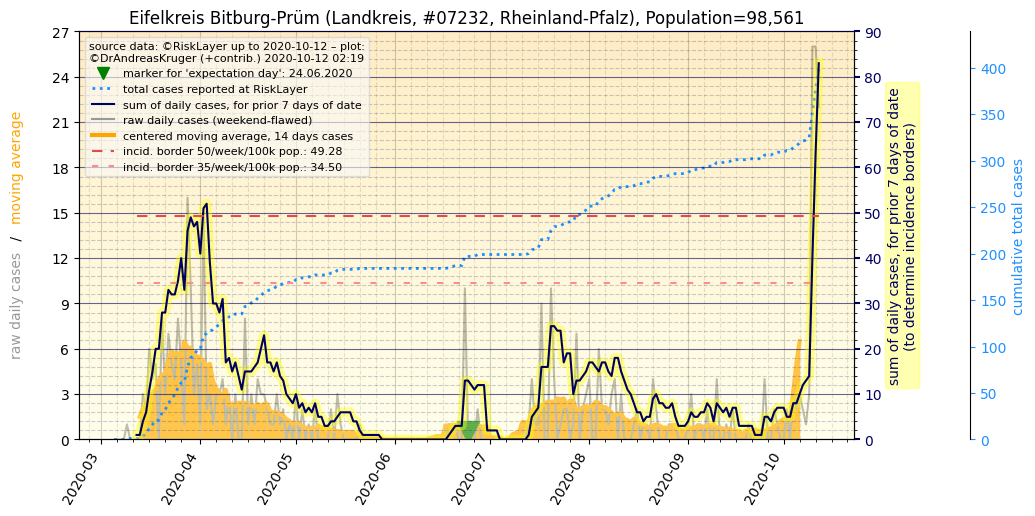 Eifelkreis Bitburg-Prüm (Landkreis, #07232, Rheinland-Pfalz), Population=98,561
source data: ©RiskLayer up to 2020-10-12 – plot:
©DrAndreasKruger (+contrib.) 2020-10-12 02:19
marker for 'expectation day': 24.06.2020
total cases reported at RiskLayer
sum of daily cases, for prior 7 days of date
raw daily cases (weekend-flawed)
centered moving average, 14 days cases
incid. border 50/week/100k pop.: 49.28
incid. border 35/week/100k pop.: 34.50
raw daily cases / moving average
27
24
21
18
15
12
9
6
3
0
90
80
70
60
50
40
30
20
10
0
sum of daily cases, for prior 7 days of date
(to determine, incidence borders)
400
350
300
250
200
150
100
50
0
cumulative total cases
2020-03
2020-04
2020-05
2020-06
2020-07
2020-08
2020-09
2020-10